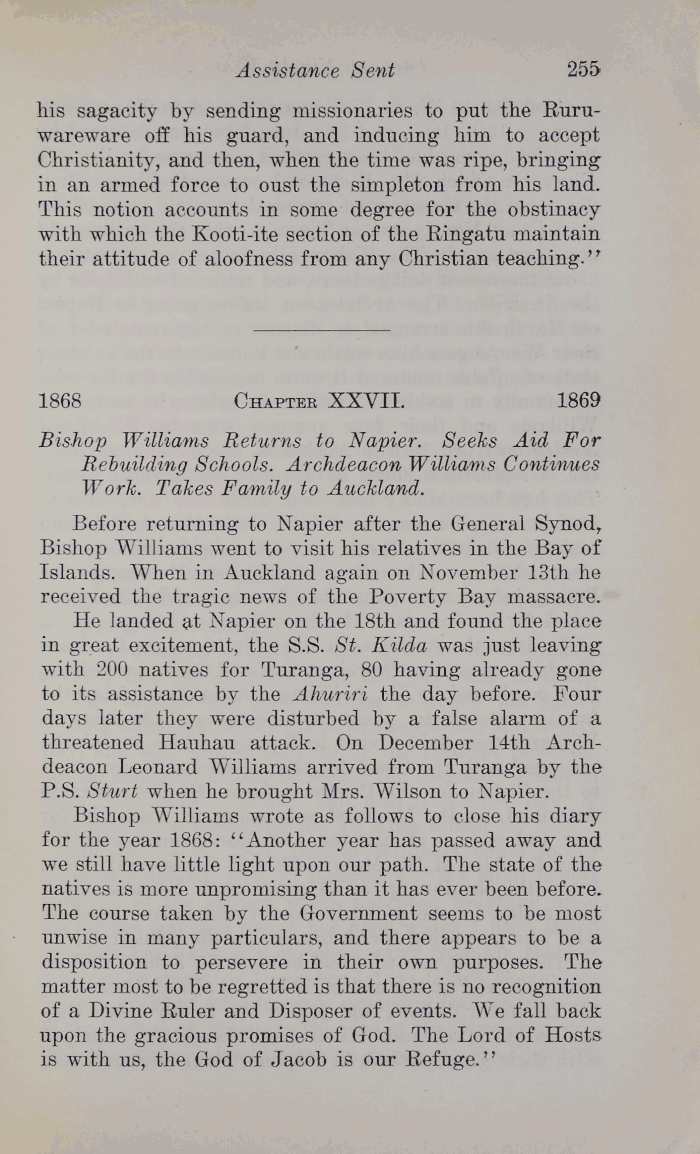 Assistance Sent 255
his sagacity by sending missionaries to put the Ruru-
wareware off his guard, and inducing him to accept
Christianity, and then, when the time was ripe, bringing
in an armed force to oust the simpleton from his land.
This notion accounts in some degree for the obstinacy
with which the Kooti-ite section of the Ringatu maintain
their attitude of aloofness from any Christian teaching.''
1868 CHAPTER XXVII. 1869
Bishop Williams Returns to Napier. Seeks Aid For
Rebuilding Schools. Archdeacon Williams Continues
Work. Takes Family to Auckland.
Before returning to Napier after the General Synod,
Bishop Williams went to visit his relatives in the Bay of
Islands. When in Auckland again on November 13th he
received the tragic news of the Poverty Bay massacre.
He landed at Napier on the 18th and found the place
in great excitement, the S.S. St. Kilda was just leaving
with 200 natives for Turanga, 80 having already gone
to its assistance by the Ahuriri the day before. Four
days later they were disturbed by a false alarm of a
threatened Hauhau attack. On December 14th Arch-
deacon Leonard Williams arrived from Turanga by the
P.S. Sturt when he brought Mrs. Wilson to Napier.
Bishop Williams wrote as follows to close his diary
for the year 1868: ''Another year has passed away and
we still have little light upon our path. The state of the
natives is more unpromising than it has ever been before.
The course taken by the Government seems to be most
unwise in many particulars, and there appears to be a
disposition to persevere in their own purposes. The
matter most to be regretted is that there is no recognition
of a Divine Ruler and Disposer of events. We fall back
upon the gracious promises of God. The Lord of Hosts
is with us, the God of Jacob is our Refuge.''